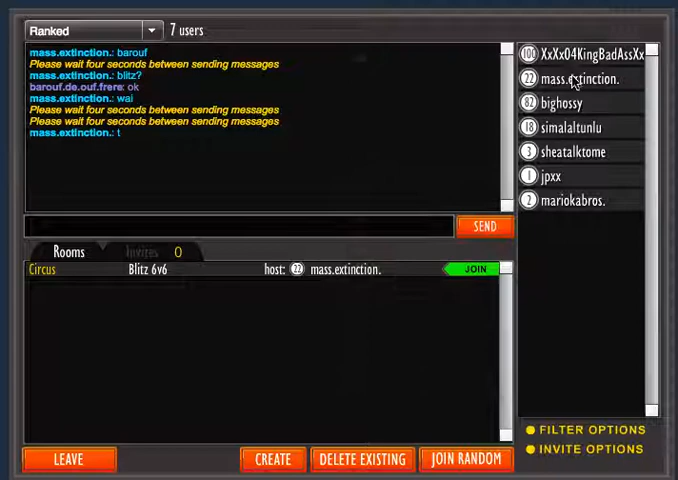 Ranked 7 users
mass.extinction.: barouf
Please wait four seconds between sending messages
mass.extinction.: blitz?
barouf.de.ouf.frere: ok
mass.extinction.: wai
Please wait four seconds between sending messages
Please wait four seconds between sending messages
mass.extinction.: t
SEND
Rooms Invites 0
Circus Blitz 6v6 host: 22 mass.extinction. JOIN
LEAVE CREATE DELETE EXISTING JOIN RANDOM
100 XxXx04KingBadAssXx
22 mass.extinction.
82 bighossy
18 simalaltunlu
3 sheatalktome
1 jpxx
2 mariokabros.
FILTER OPTIONS
INVITE OPTIONS